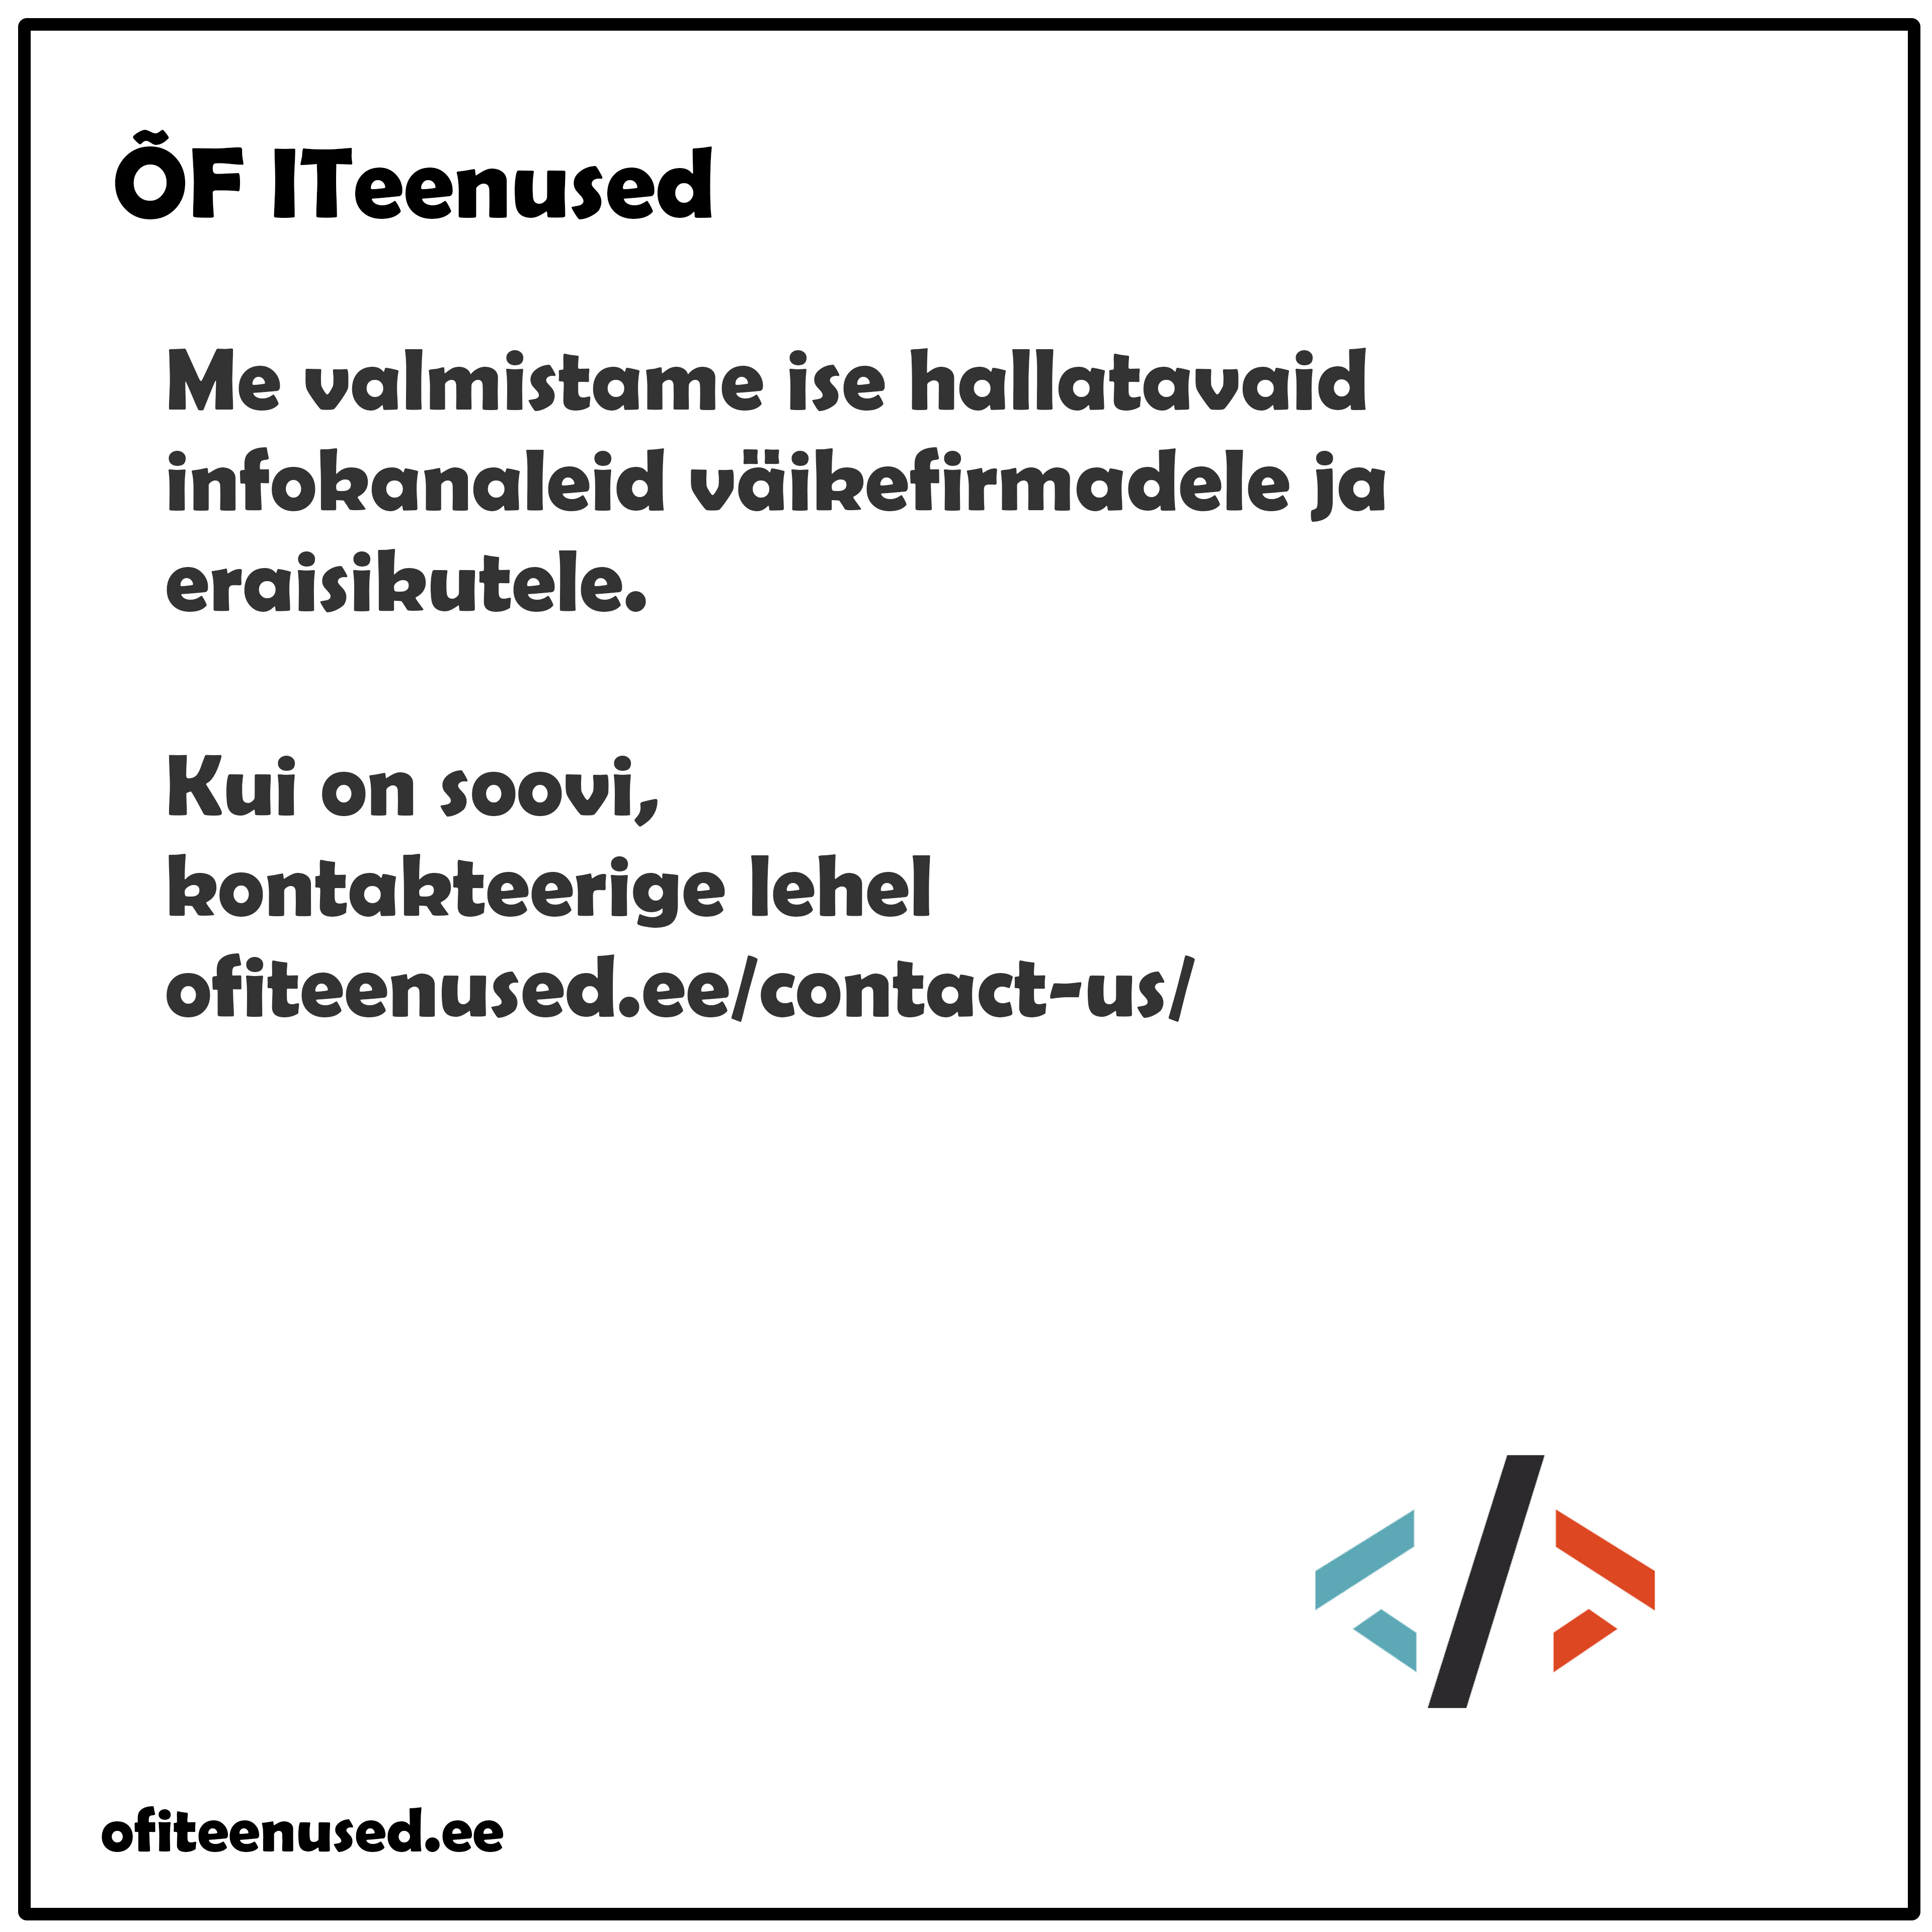 ÕF ITeenused
Me valmistame ise hallatavaid
infokanaleid väikefirmadele ja
eraisikutele.
Kui on soovi,
kontakteerige lehel
ofiteenused.ee/contact-us/
ofiteenused.ee